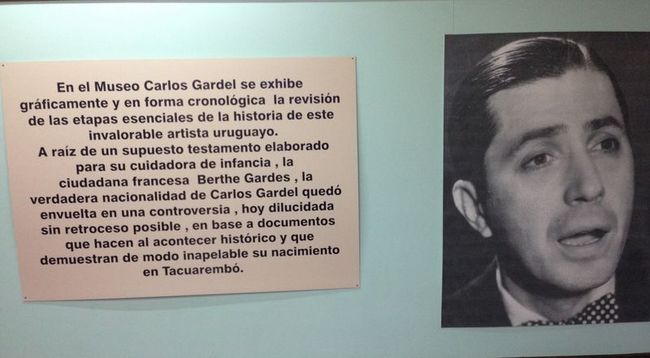 En el Museo Carlos Gardel se exhibe
gráficamente y en forma cronológica la revisión
de las etapas esenciales de la historia de este
invalorable artista uruguayo.
A raíz de un supuesto testamento elaborado
para su cuidadora de infancia , la
ciudadana francesa Berthe Gardes , la
verdadera nacionalidad de Carlos Gardel quedó
envuelta en una controversia , hoy dilucidada
sin retroceso posible , en base a documentos
que hacen al acontecer histórico y que
demuestran de modo inapelable su nacimiento
en Tacuarembó.